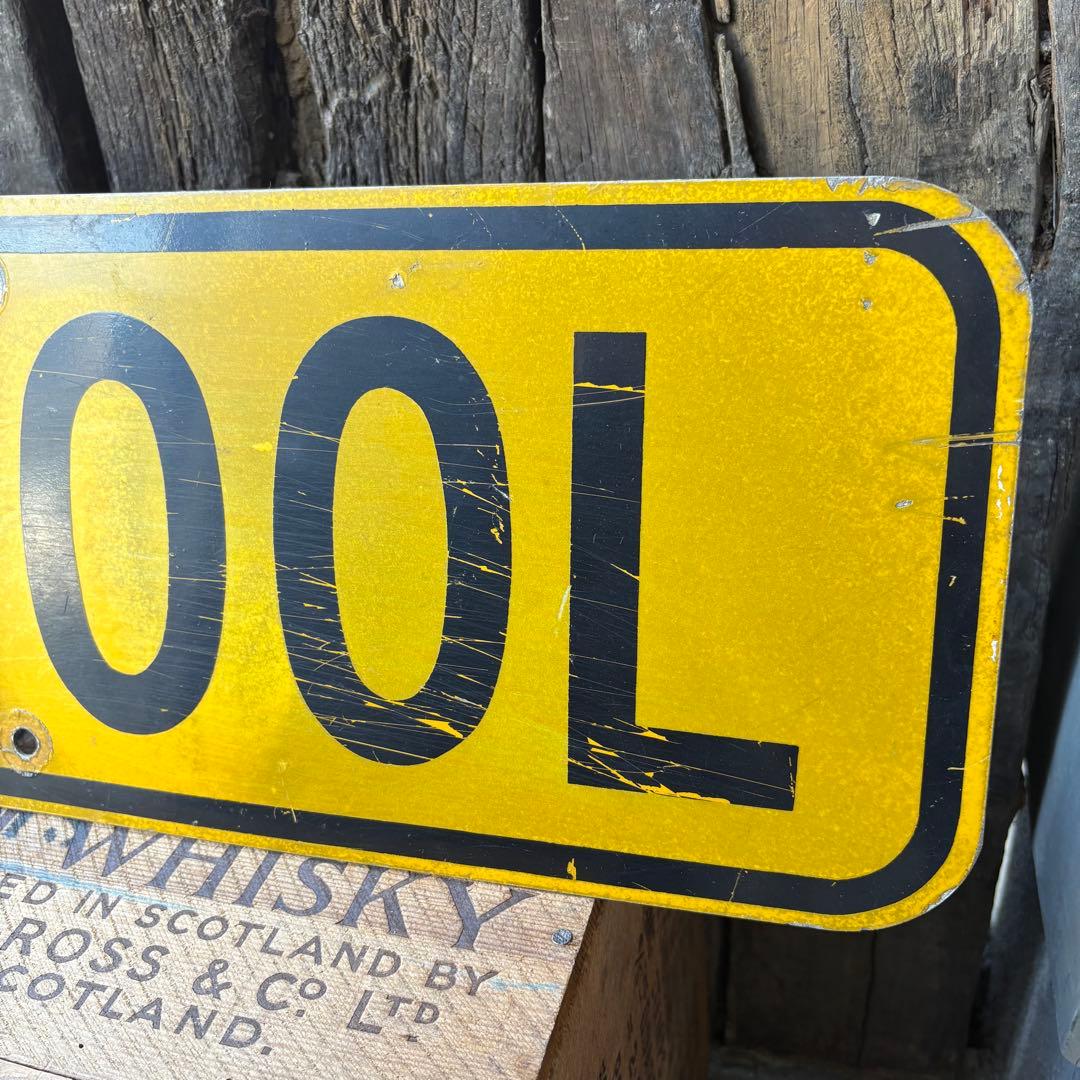 OOL
WHISKY
ED IN SCOTLAND BY
ROSS & Co LTD
COTLAND.